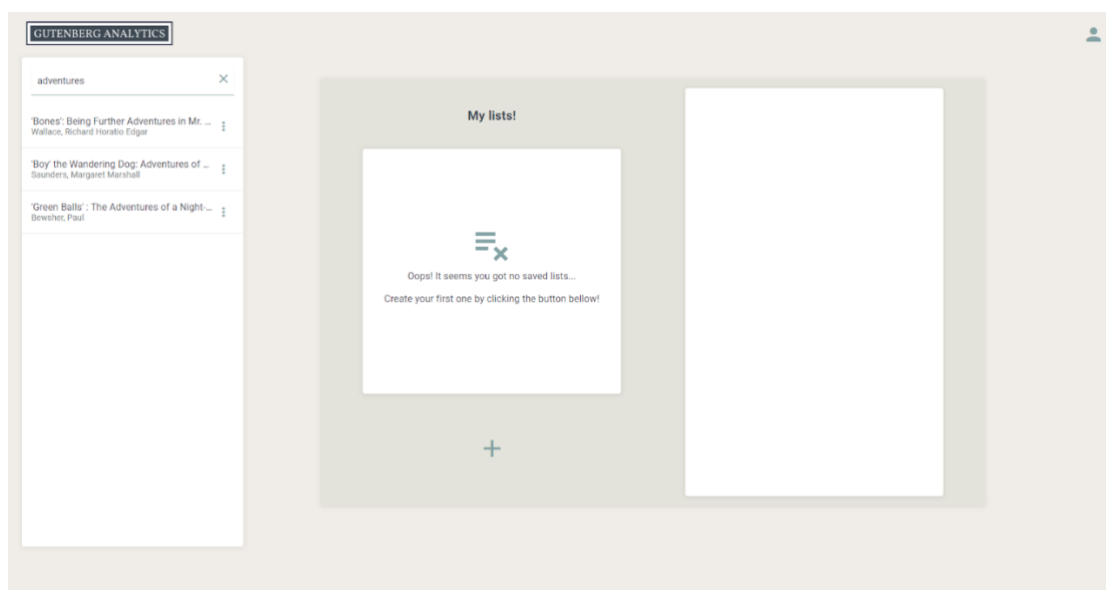 GUTENBERG ANALYTICS
adventures
'Bones': Being Further Adventures in Mr. ...
Wallace, Richard Horatio Edgar
'Boy' the Wandering Dog: Adventures of ...
Saunders, Margaret Marshall
'Green Balls' : The Adventures of a Night-...
Bewsher, Paul
My lists!
Oops! It seems you got no saved lists...
Create your first one by clicking the button bellow!